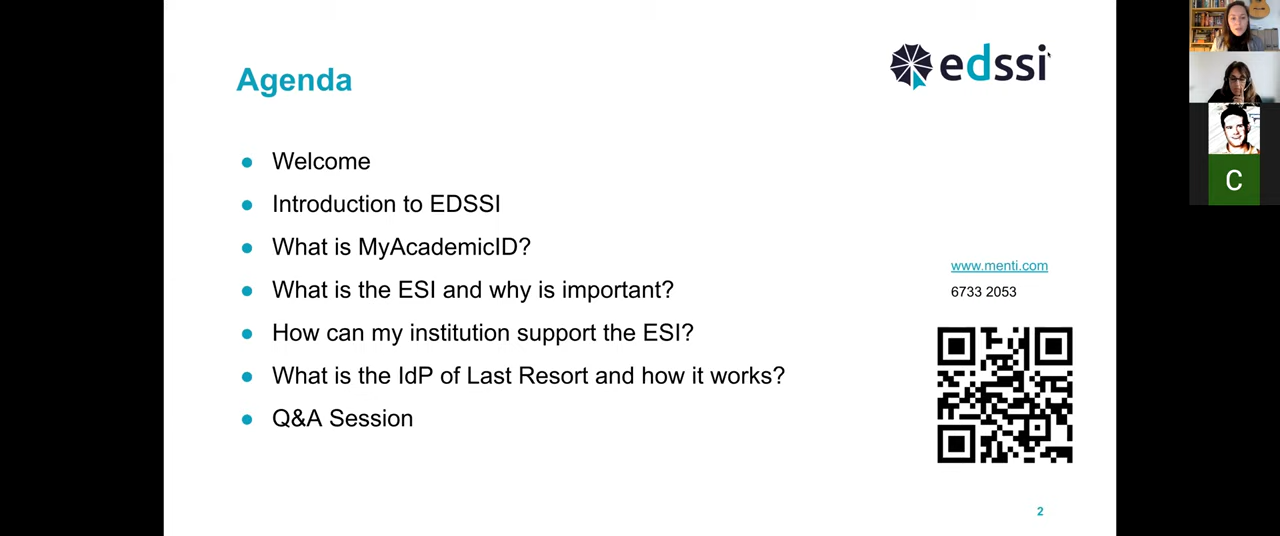 edssi
Agenda
Welcome
Introduction to EDSSI
What is MyAcademicID?
What is the ESI and why is important?
How can my institution support the ESI?
What is the IdP of Last Resort and how it works?
Q&A Session
www.menti.com
6733 2053
2
C